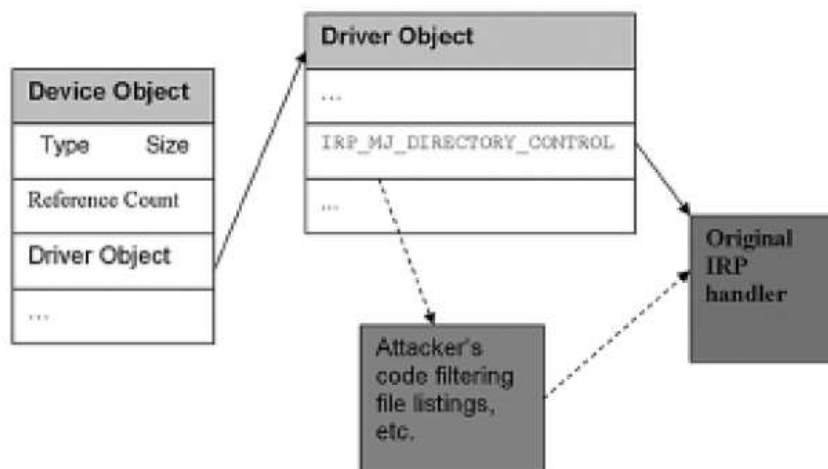 Device Object
Type Size
Reference Count
Driver Object
...
Driver Object
...
IRP_MJ_DIRECTORY_CONTROL
...
Attacker's
code filtering
file listings,
etc.
Original
IRP
handler